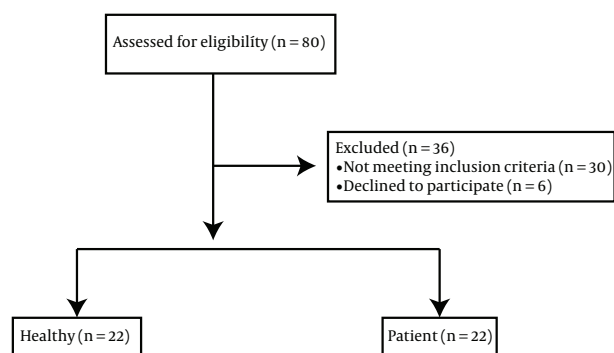 Assessed for eligibility (n = 80)
Excluded (n = 36)
•Not meeting inclusion criteria (n = 30)
•Declined to participate (n = 6)
Healthy (n = 22)
Patient (n = 22)